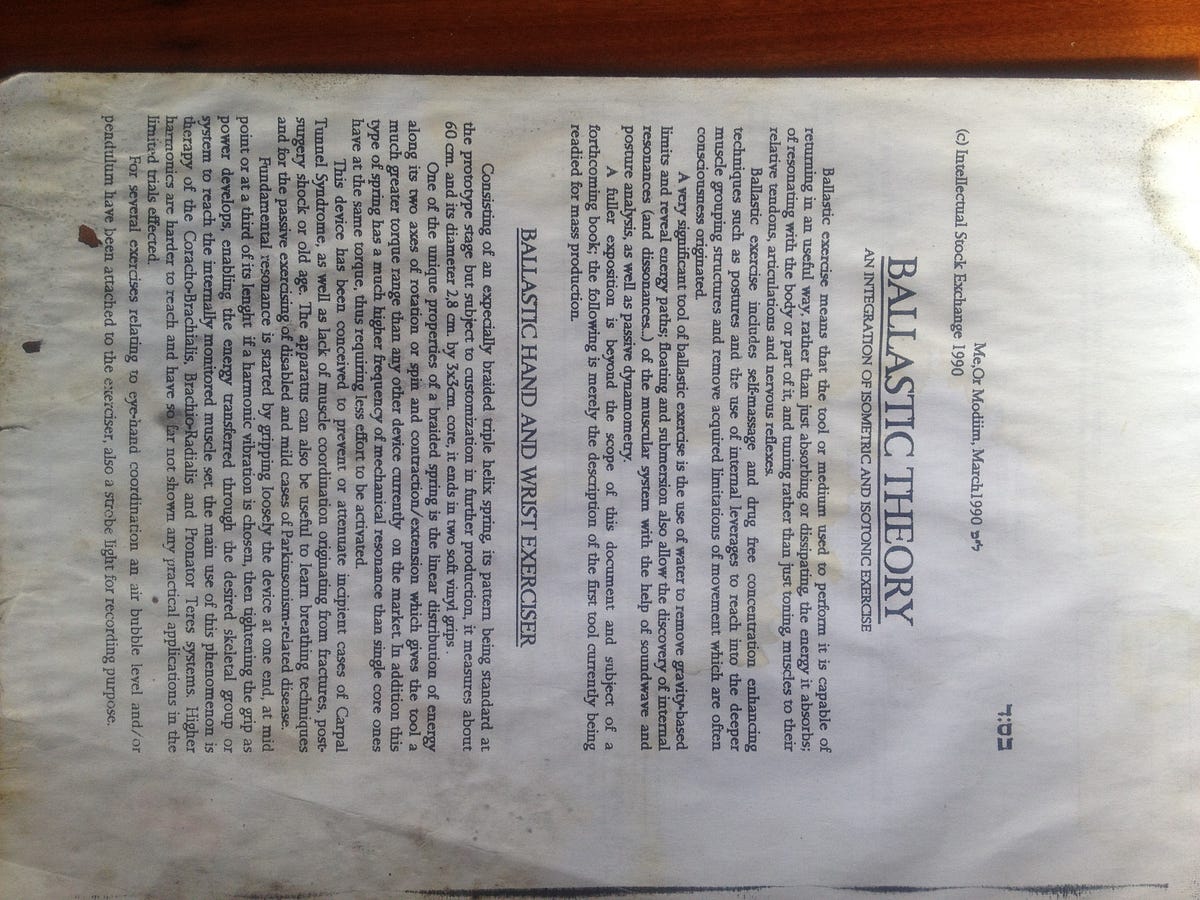 בס:ד
Me,Or Modiim, March1990 לפ"ג
(c) Intellectual Stock Exchange 1990
BALLASTIC THEORY
AN INTEGRATION OF ISOMETRIC AND ISOTONIC EXERCISE
Ballastic exercise means that the tool or medium used to perform it is capable of
returning in an useful way, rather than just absorbing or dissipating, the energy it absorbs;
of resonating with the body or part of it, and tuning rather than just toning, muscles to their
relative tendons, articulations and nervous reflexes.
Ballastic exercise includes self-massage and drug free concentration enhancing
techniques such as postures and the use of internal leverages to reach into the deeper
muscle grouping structures and remove acquired limitations of movement which are often
consciousness originated.
A very significant tool of ballastic exercise is the use of water to remove gravity-based
limits and reveal energy paths; floating and submersion also allow the discovery of internal
resonances (and dissonances...) of the muscular system with the help of soundwave and
posture analysis, as well as passive dynamometry.
A fuller exposition is beyond the scope of this document and subject of a
forthcoming book; the following is merely the description of the first tool currently being
readied for mass production.
BALLASTIC HAND AND WRIST EXERCISER
Consisting of an expecially braided triple helix spring, its pattern being standard at
the prototype stage but subject to customization in further production, it measures about
60 cm. and its diameter 2,8 cm. by 3x3cm. core, it ends in two soft vinyl grips .
One of the unique properties of a braided spring is the linear distribution of energy
along its two axes of rotation or spin and contraction/extension which gives the tool a
much greater torque range than any other device currently on the market. In addition this
type of spring has a much higher frequency of mechanical resonance than single core ones
have at the same torque, thus requiring less effort to be activated.
This device has been conceived to prevent or attenuate incipient cases of Carpal
Tunnel Syndrome, as well as lack of muscle coordination originating from fractures, post-
surgery shock or old age. The apparatus can also be useful to learn breathing techniques
and for the passive exercising of disabled and mild cases of Parkinsonism-related disease.
Fundamental resonance is started by gripping loosely the device at one end, at mid
point or at a third of its lenght if a harmonic vibration is chosen, then tightening the grip as
power develops, enabling the energy transferred through the desired skeletal group or
system to reach the internally monitored muscle set; the main use of this phenomenon is
therapy of the Coracho-Brachialis, Brachio-Radialis and Pronator Teres systems. Higher
harmonics are harder to reach and have so far not shown any practical applications in the
limited trials effected.
For several exercises relating to eye-hand coordination an air bubble level and/or
pendulum have been attached to the exerciser, also a strobe light for recording purpose.